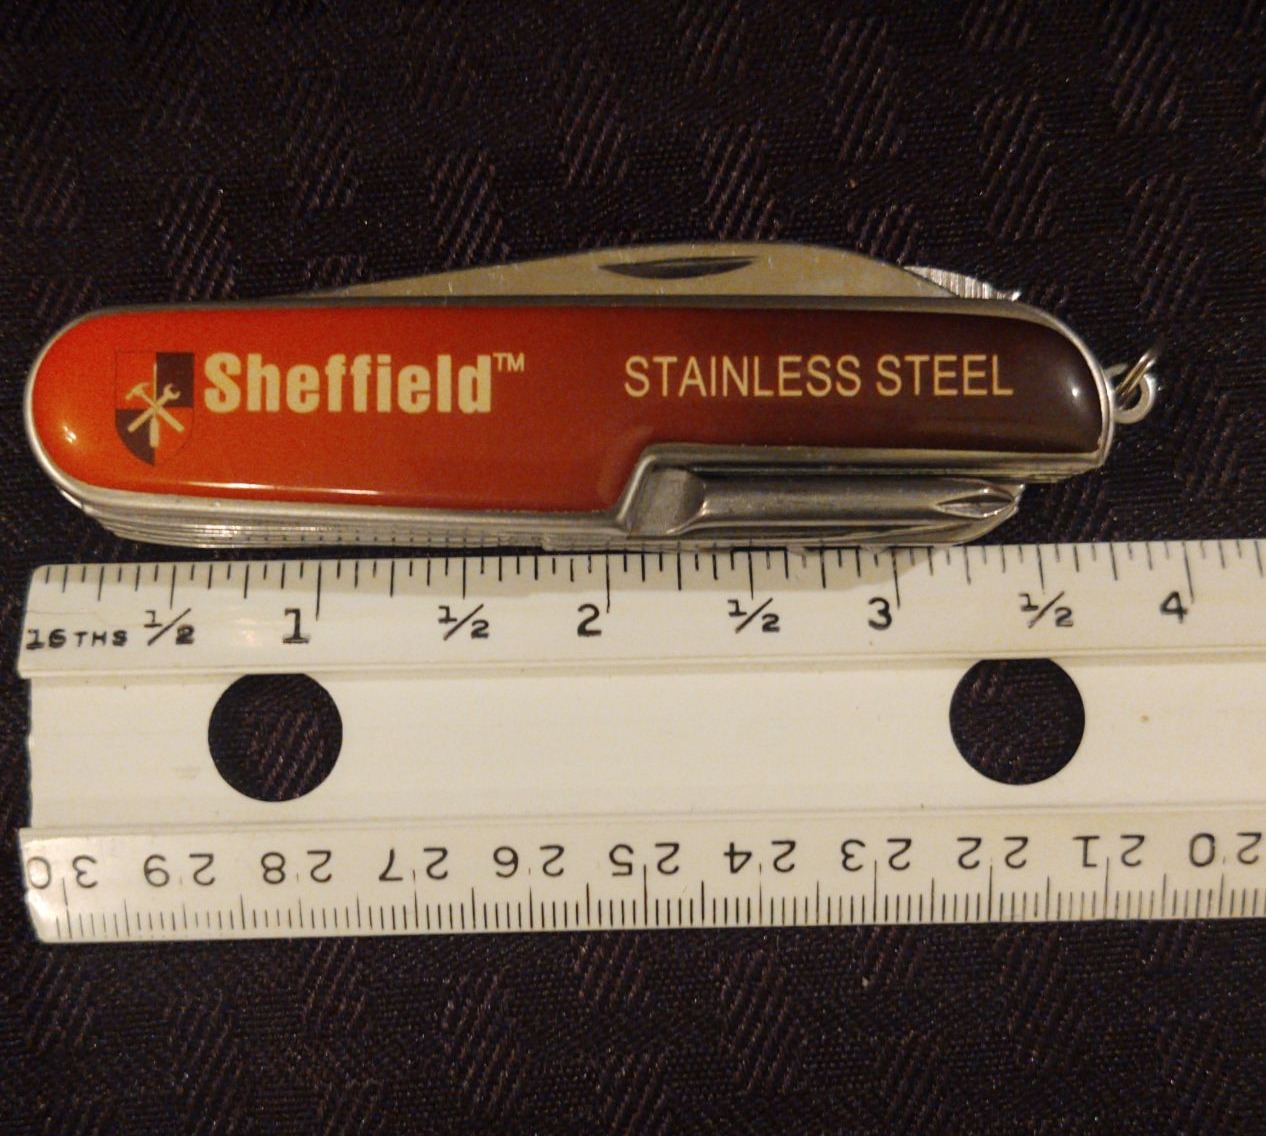 Sheffield™ STAINLESS STEEL
16THS 1/2 1 1/2 2 1/2 3 1/2 4
30 29 28 27 26 25 24 23 22 21 20